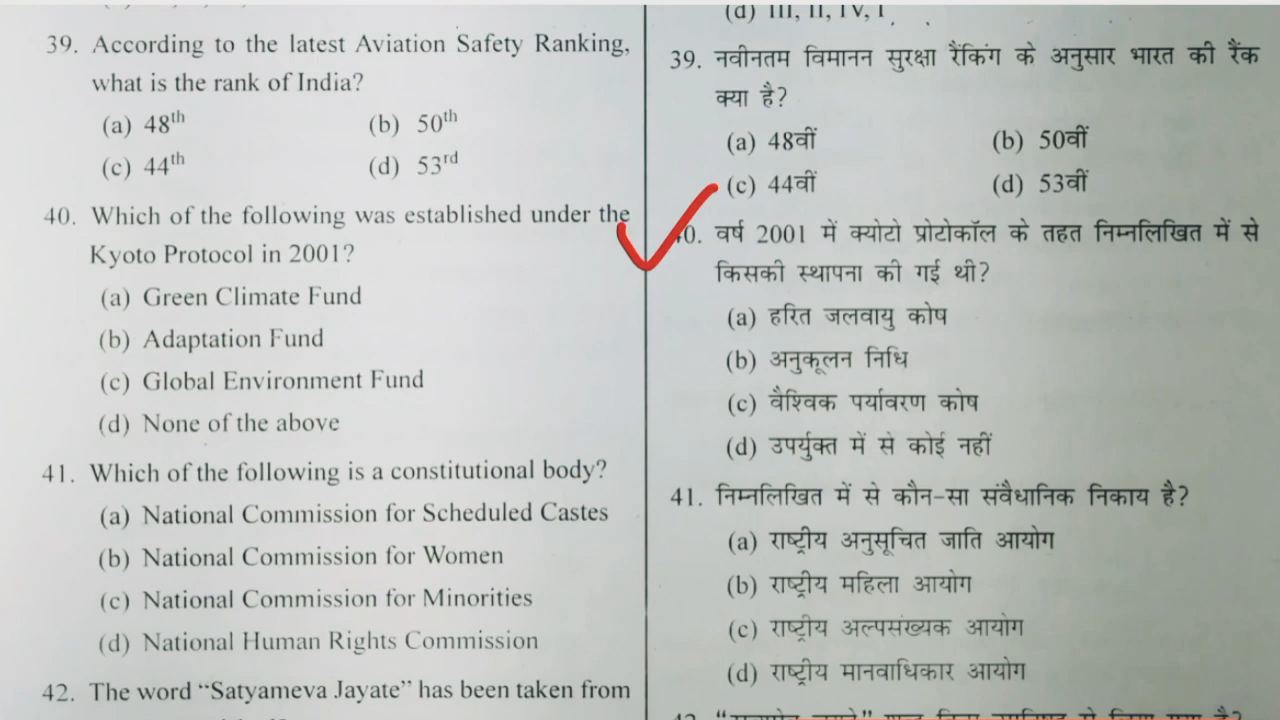 39. According to the latest Aviation Safety Ranking,
what is the rank of India?
(a) 48th (b) 50th
(c) 44th (d) 53rd
40. Which of the following was established under the
Kyoto Protocol in 2001?
(a) Green Climate Fund
(b) Adaptation Fund
(c) Global Environment Fund
(d) None of the above
41. Which of the following is a constitutional body?
(a) National Commission for Scheduled Castes
(b) National Commission for Women
(c) National Commission for Minorities
(d) National Human Rights Commission
42. The word “Satyameva Jayate” has been taken from
(d) III, II, IV, I
39. नवीनतम विमानन सुरक्षा रैंकिंग के अनुसार भारत की रैंक
क्या है?
(a) 48वीं (b) 50वीं
(c) 44वीं (d) 53वीं
40. वर्ष 2001 में क्योटो प्रोटोकॉल के तहत निम्नलिखित में से
किसकी स्थापना की गई थी?
(a) हरित जलवायु कोष
(b) अनुकूलन निधि
(c) वैश्विक पर्यावरण कोष
(d) उपर्युक्त में से कोई नहीं
41. निम्नलिखित में से कौन-सा संवैधानिक निकाय है?
(a) राष्ट्रीय अनुसूचित जाति आयोग
(b) राष्ट्रीय महिला आयोग
(c) राष्ट्रीय अल्पसंख्यक आयोग
(d) राष्ट्रीय मानवाधिकार आयोग